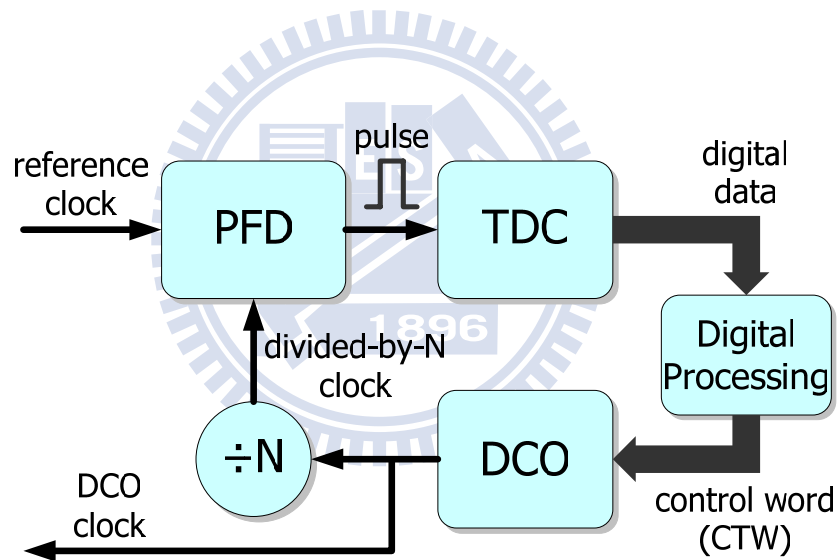 reference
clock
PFD
pulse
TDC
digital
data
Digital
Processing
control word
(CTW)
DCO
÷N
divided-by-N
clock
DCO
clock
1896